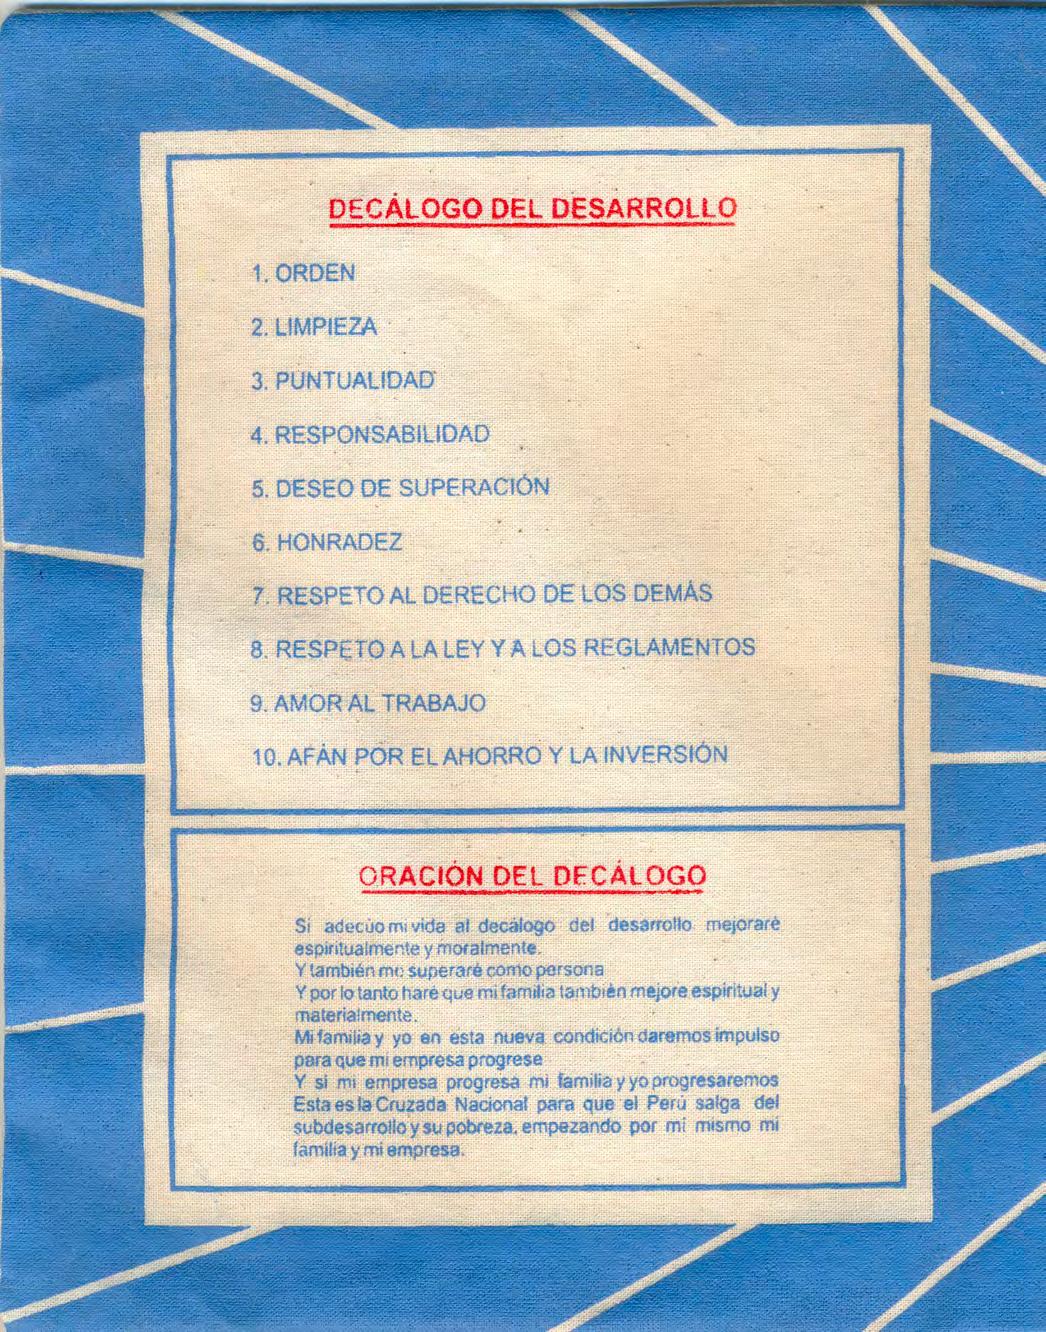 DECÁLOGO DEL DESARROLLO
1. ORDEN
2. LIMPIEZA
3. PUNTUALIDAD
4. RESPONSABILIDAD
5. DESEO DE SUPERACIÓN
6. HONRADEZ
7. RESPETO AL DERECHO DE LOS DEMÁS
8. RESPETO A LA LEY Y A LOS REGLAMENTOS
9. AMOR AL TRABAJO
10. AFÁN POR EL AHORRO Y LA INVERSIÓN
ORACIÓN DEL DECÁLOGO
Si adecúo mi vida al decálogo del desarrollo mejoraré
espiritualmente y moralmente.
Y también me superaré como persona
Y por lo tanto haré que mi familia también mejore espiritual y
materialmente.
Mi familia y yo en esta nueva condición daremos impulso
para que mi empresa progrese
Y si mi empresa progresa mi familia y yo progresaremos
Esta es la Cruzada Nacional para que el Perú salga del
subdesarrollo y su pobreza, empezando por mi mismo mi
familia y mi empresa.